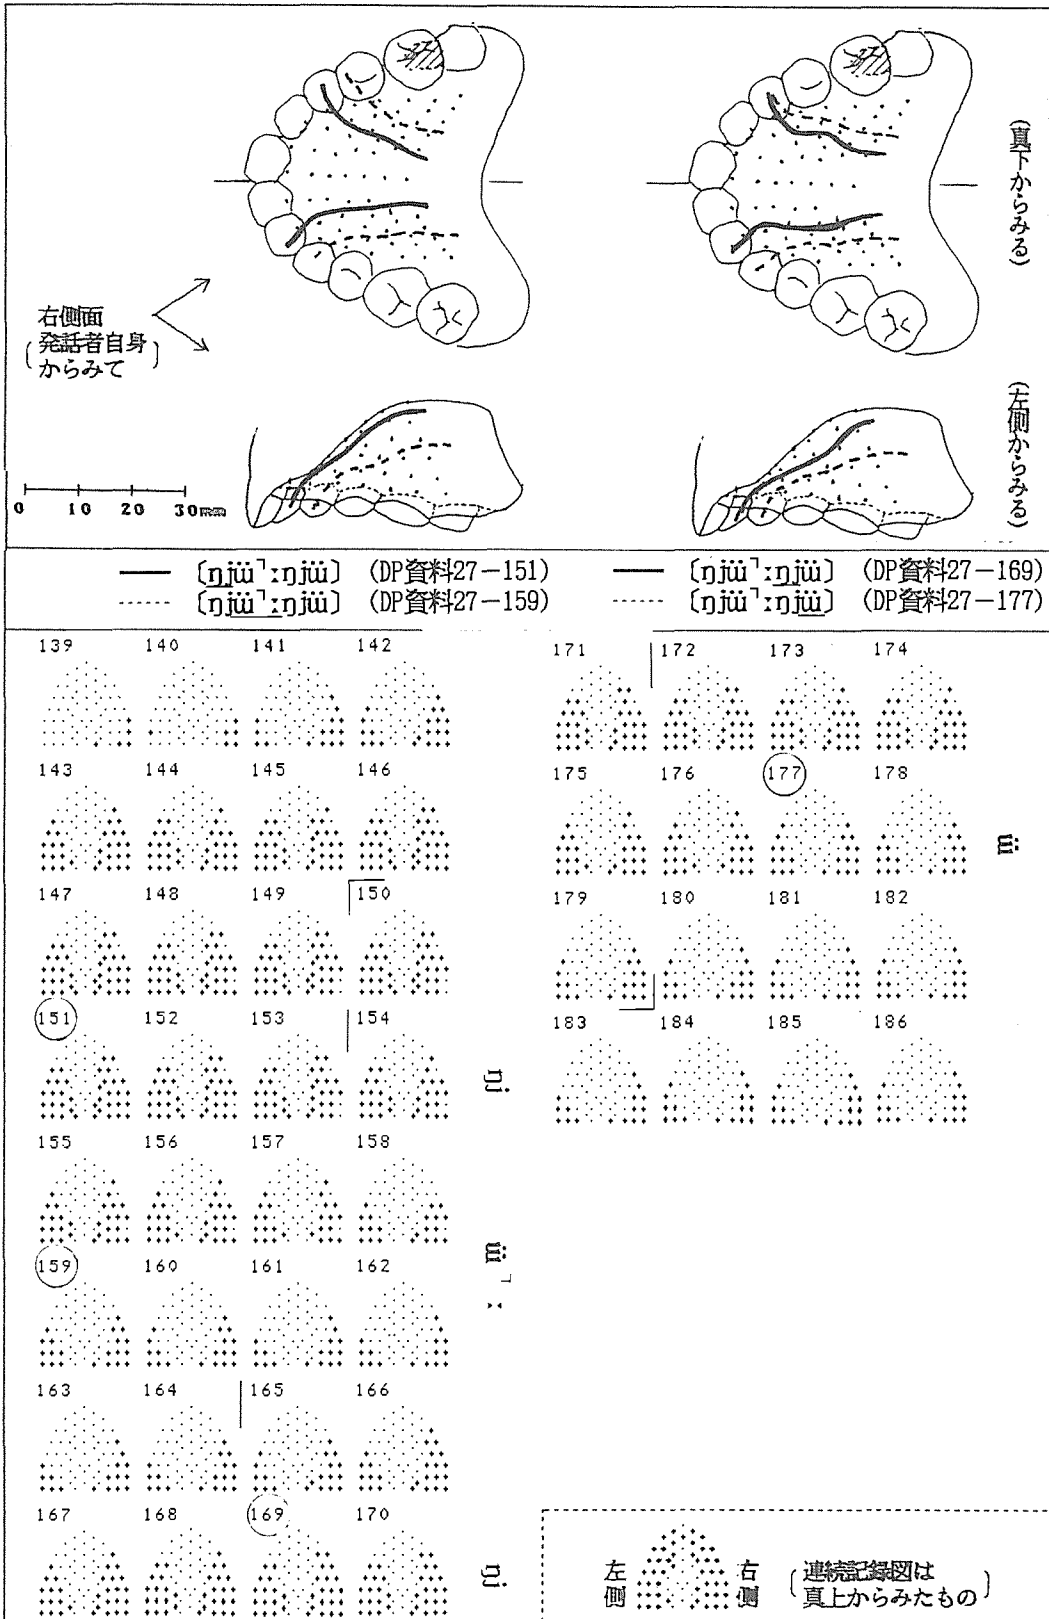 (真下からみる)
右側面
(発話者自身からみて)
(左側からみる)
0 10 20 30mm
〔ŋjɯ̈˺:ŋjɯ̈〕 (DP資料27-151)
〔ŋjɯ̈˺:ŋjɯ̈〕 (DP資料27-159)
〔ŋjɯ̈˺:ŋjɯ̈〕 (DP資料27-169)
〔ŋjɯ̈˺:ŋjɯ̈〕 (DP資料27-177)
139 140 141 142
143 144 145 146
147 148 149 150
151 152 153 154
ŋj
155 156 157 158
159 160 161 162
ɯ̈˺:
163 164 165 166
167 168 169 170
ŋj
171 172 173 174
175 176 177 178
ɯ̈
179 180 181 182
183 184 185 186
左側 右側
(連続記録図は
真上からみたもの)